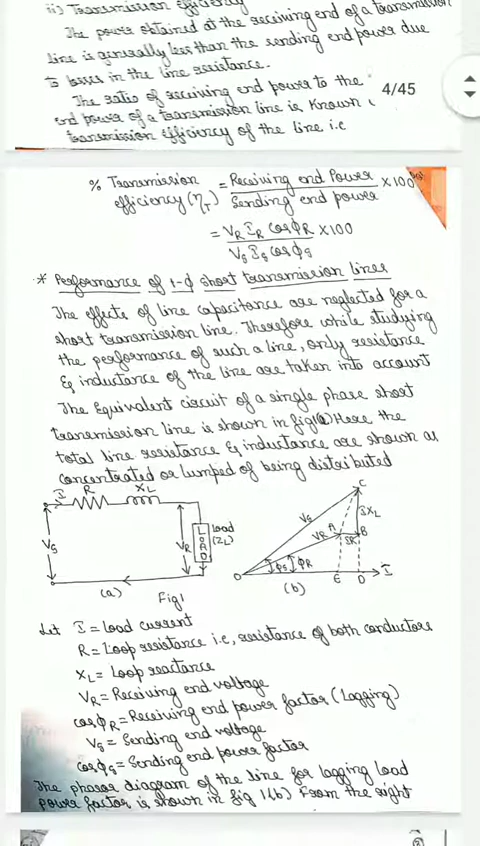 ii) Transmission efficiency
The power obtained at the receiving end of a transmission
line is generally less than the sending end power due
to losses in the line resistance.
The ratio of receiving end power to the
end power of a transmission line is known
transmission efficiency of the line i.e
4/45
% Transmission efficiency (ηT) = Receiving end Power / Sending end power × 100
= VR IR Cos φR / VS IS Cos φS × 100
* Performance of 1-φ short transmission lines
The effects of line capacitance are neglected for a
short transmission line. Therefore while studying
the performance of such a line, only resistance
& inductance of the line are taken into account
The Equivalent circuit of a single phase short
transmission line is shown in fig 1(a) Here the
total line resistance & inductance are shown as
concentrated or lumped of being distributed
I R XL
VS VR LOAD Load (ZL)
(a)
Fig 1
O VS VR A B C IXL IR φS φR E D I
(b)
Let I = Load current
R = Loop resistance i.e, resistance of both conductors
XL = Loop reactance
VR = Receiving end voltage
cosφR = Receiving end power factor (Lagging)
VS = Sending end voltage
cosφS = Sending end power factor
The phasor diagram of the line for lagging load
power factor is shown in fig 1(b) From the right